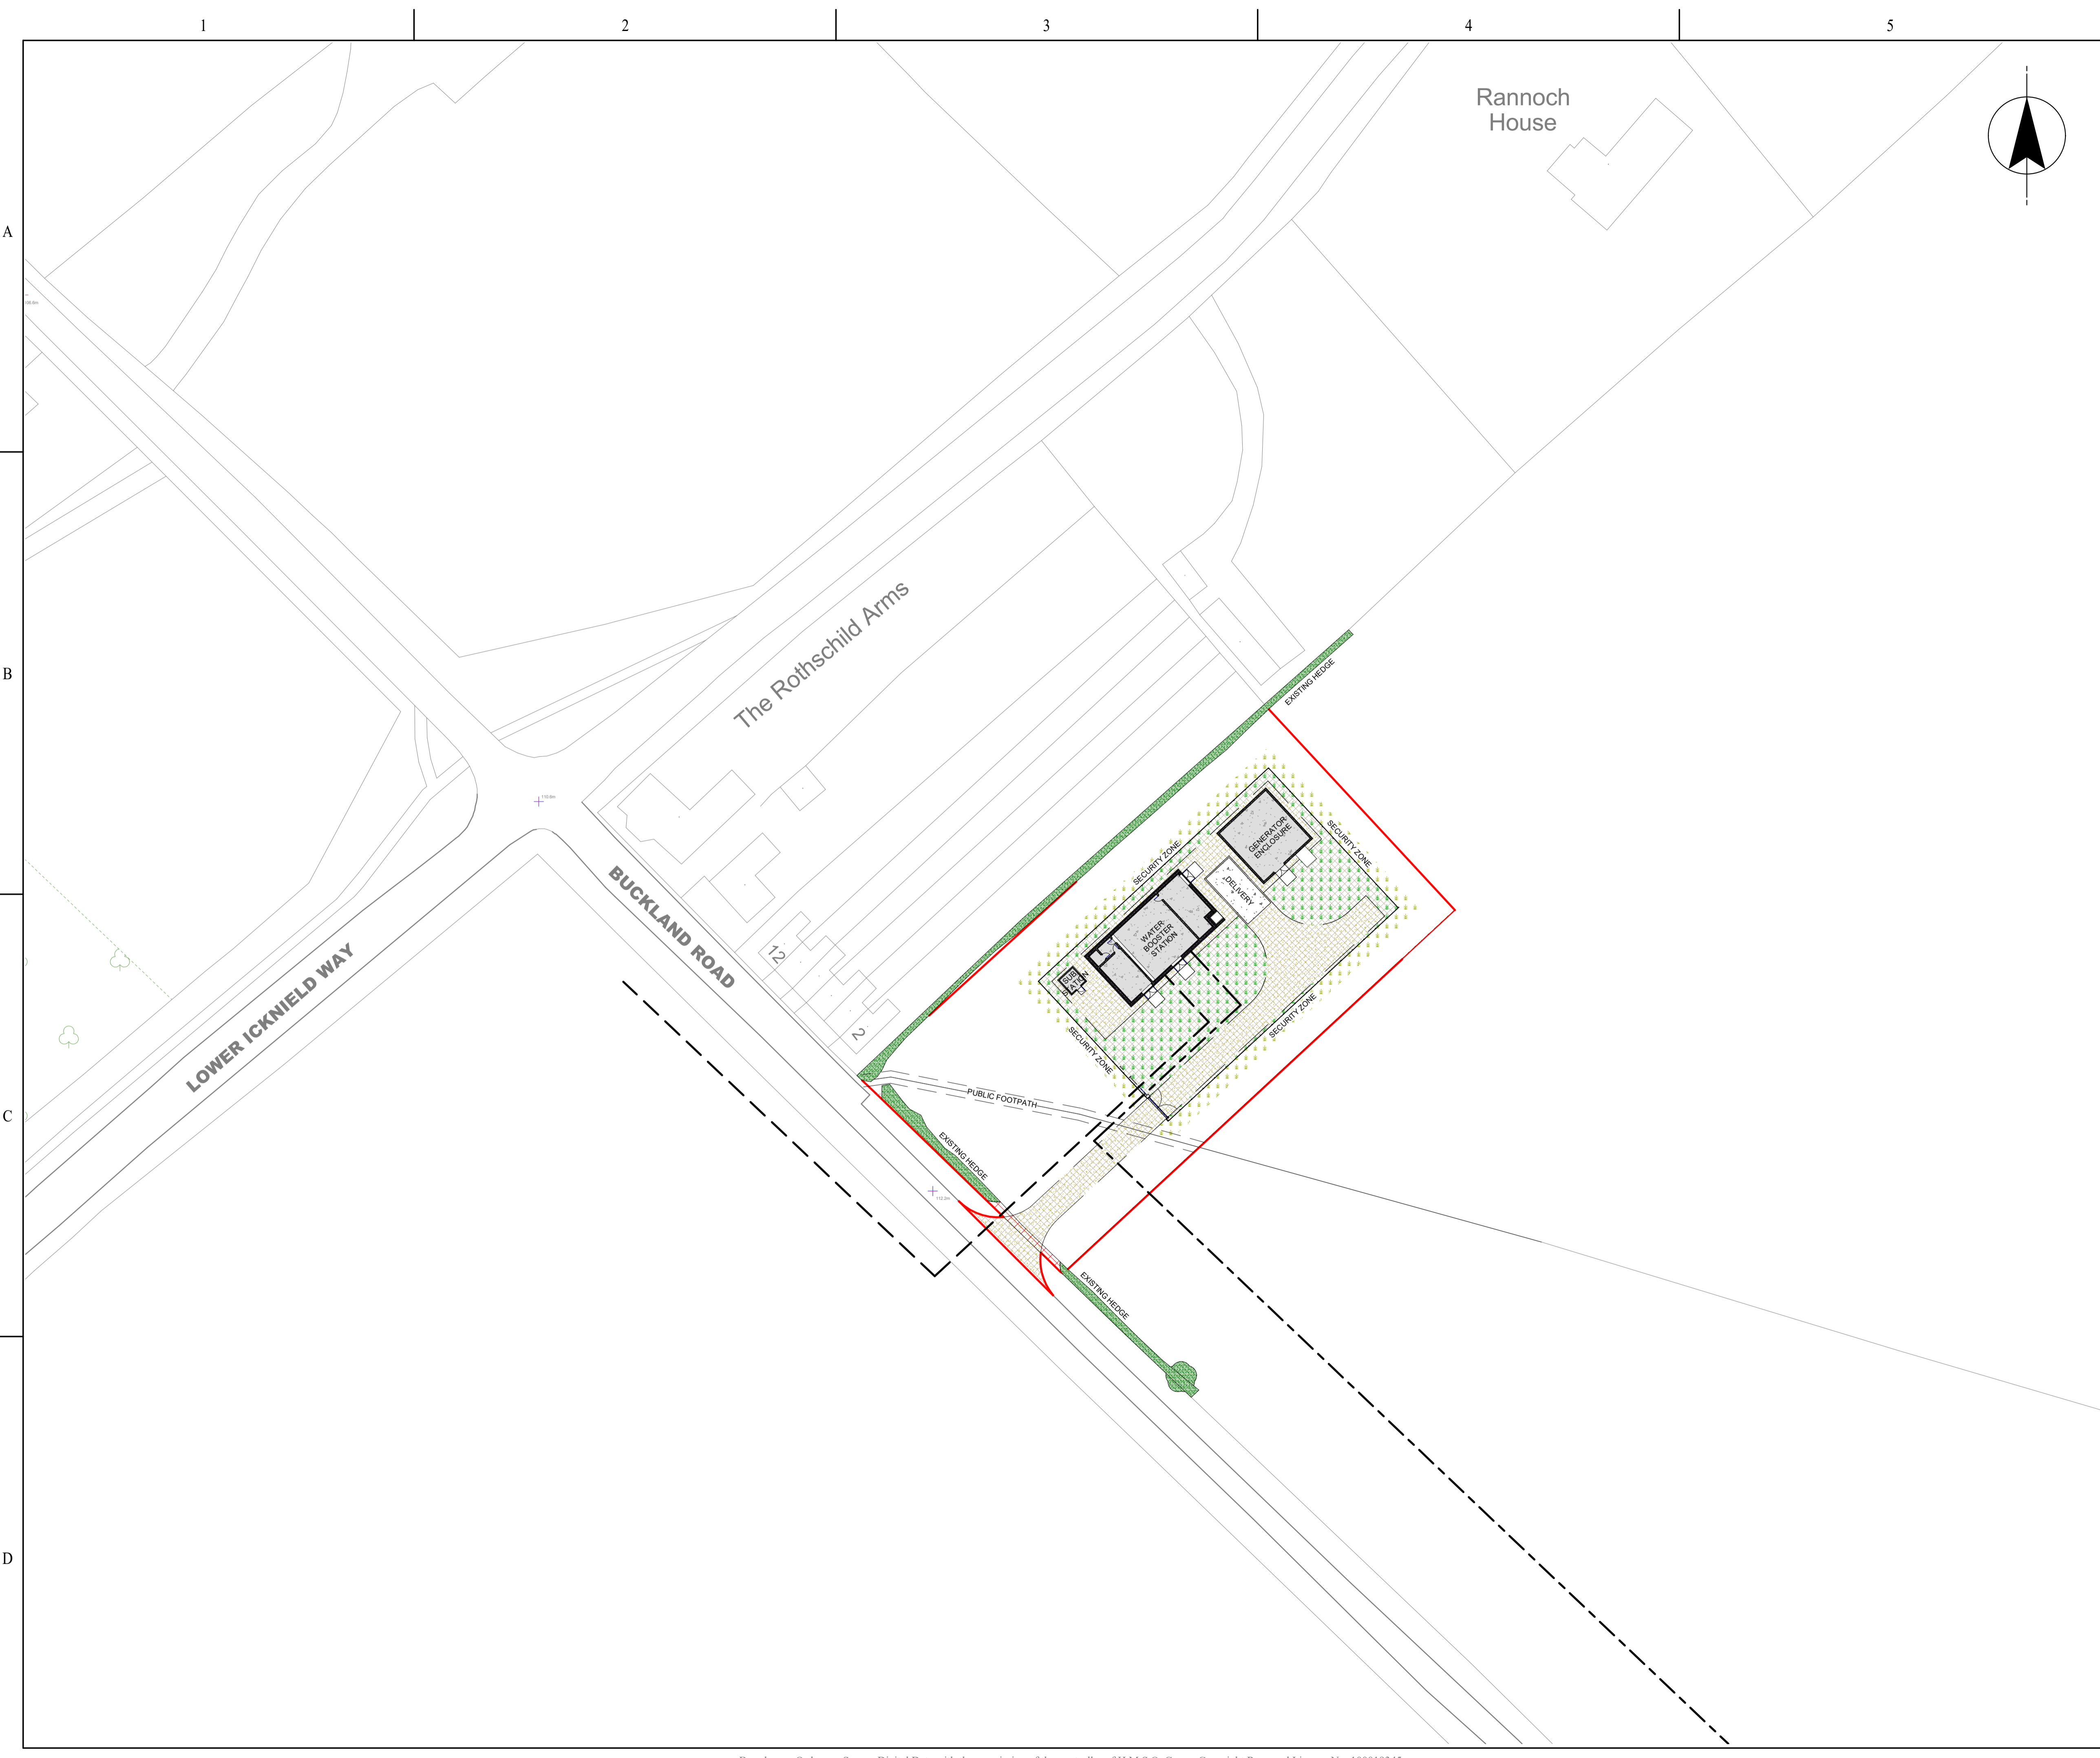 1
2
3
4
5
A
B
C
D
Rannoch
House
The Rothschild Arms
EXISTING HEDGE
SECURITY ZONE
GENERATOR
ENCLOSURE
SECURITY ZONE
DELIVERY
WATER
BOOSTER
STATION
SUB
STATION
SECURITY ZONE
SECURITY ZONE
BUCKLAND ROAD
LOWER ICKNIELD WAY
12
2
PUBLIC FOOTPATH
EXISTING HEDGE
EXISTING HEDGE